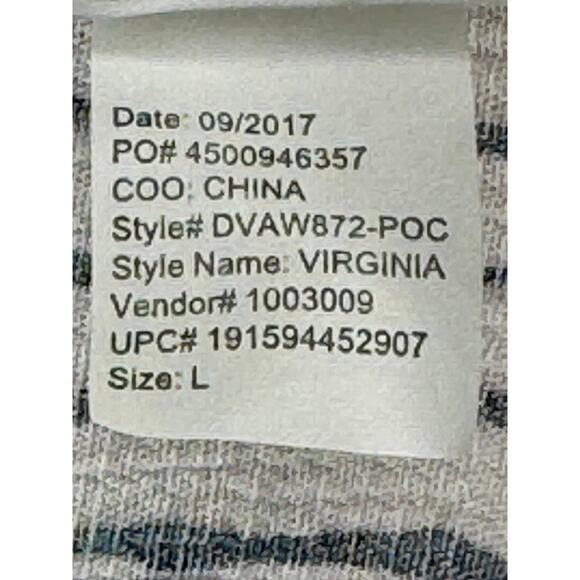 Date: 09/2017
PO# 4500946357
COO: CHINA
Style# DVAW872-POC
Style Name: VIRGINIA
Vendor# 1003009
UPC# 191594452907
Size: L